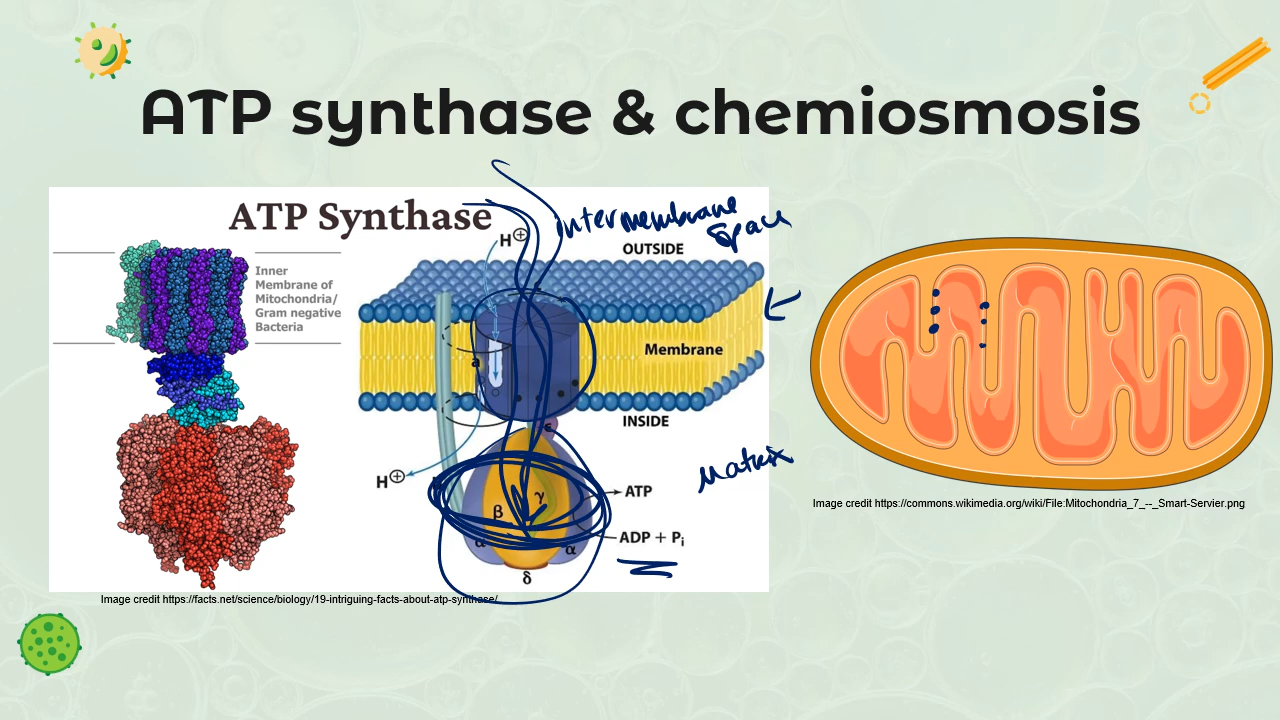 ATP synthase & chemiosmosis
ATP Synthase
Inner
Membrane of
Mitochondria/
Gram negative
Bacteria
H⊕
intermembrane
space
OUTSIDE
a
Membrane
INSIDE
ε
Matrix
H⊕
γ
ATP
β
ADP + Pi
α
α
δ
Image credit https://commons.wikimedia.org/wiki/File:Mitochondria_7_--_Smart-Servier.png
Image credit https://facts.net/science/biology/19-intriguing-facts-about-atp-synthase/